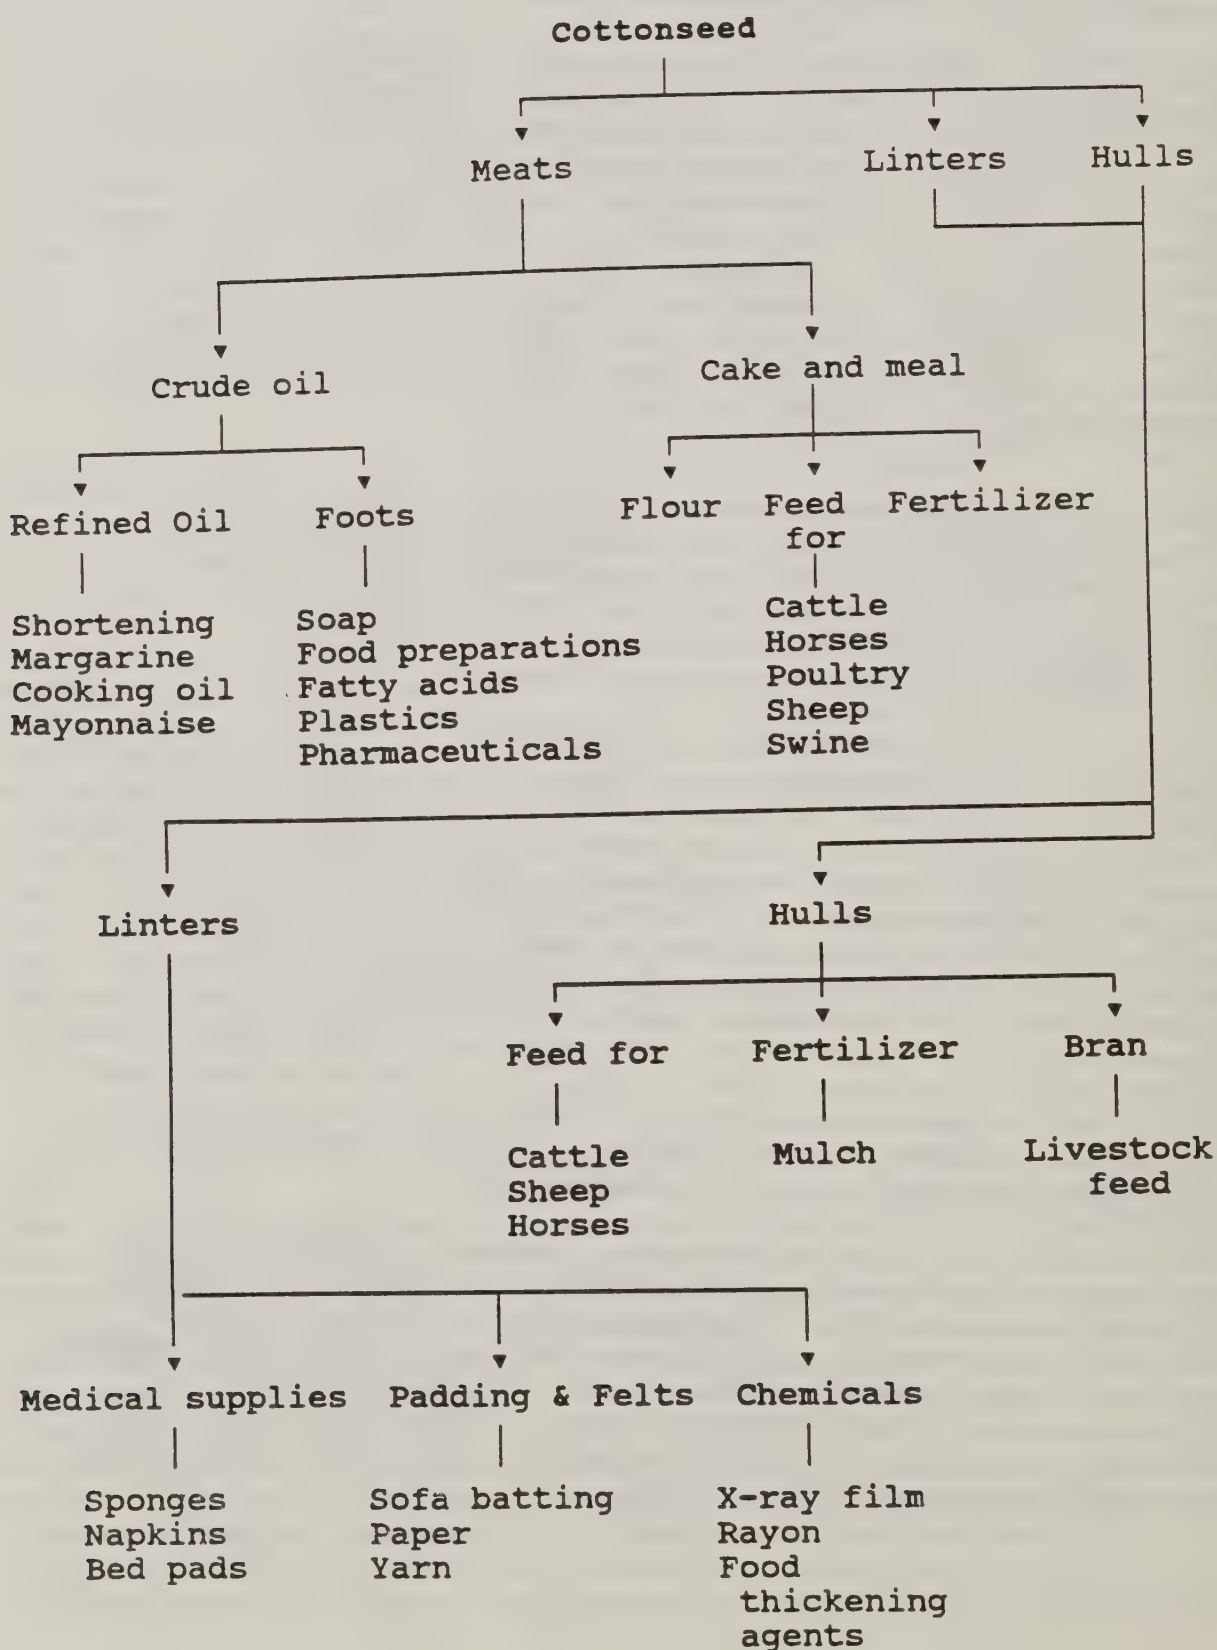 Cottonseed
Meats
Linters
Hulls
Crude oil
Cake and meal
Refined Oil
Foots
Flour
Feed
for
Fertilizer
Shortening
Margarine
Cooking oil
Mayonnaise
Soap
Food preparations
Fatty acids
Plastics
Pharmaceuticals
Cattle
Horses
Poultry
Sheep
Swine
Linters
Hulls
Feed for
Fertilizer
Bran
Cattle
Sheep
Horses
Mulch
Livestock
feed
Medical supplies
Padding & Felts
Chemicals
Sponges
Napkins
Bed pads
Sofa batting
Paper
Yarn
X-ray film
Rayon
Food
thickening
agents